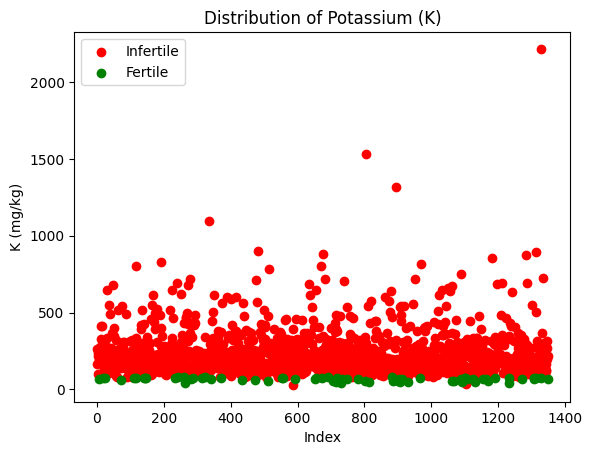 Distribution of Potassium (K)
Infertile
Fertile
K (mg/kg)
2000
1500
1000
500
0
0 200 400 600 800 1000 1200 1400
Index